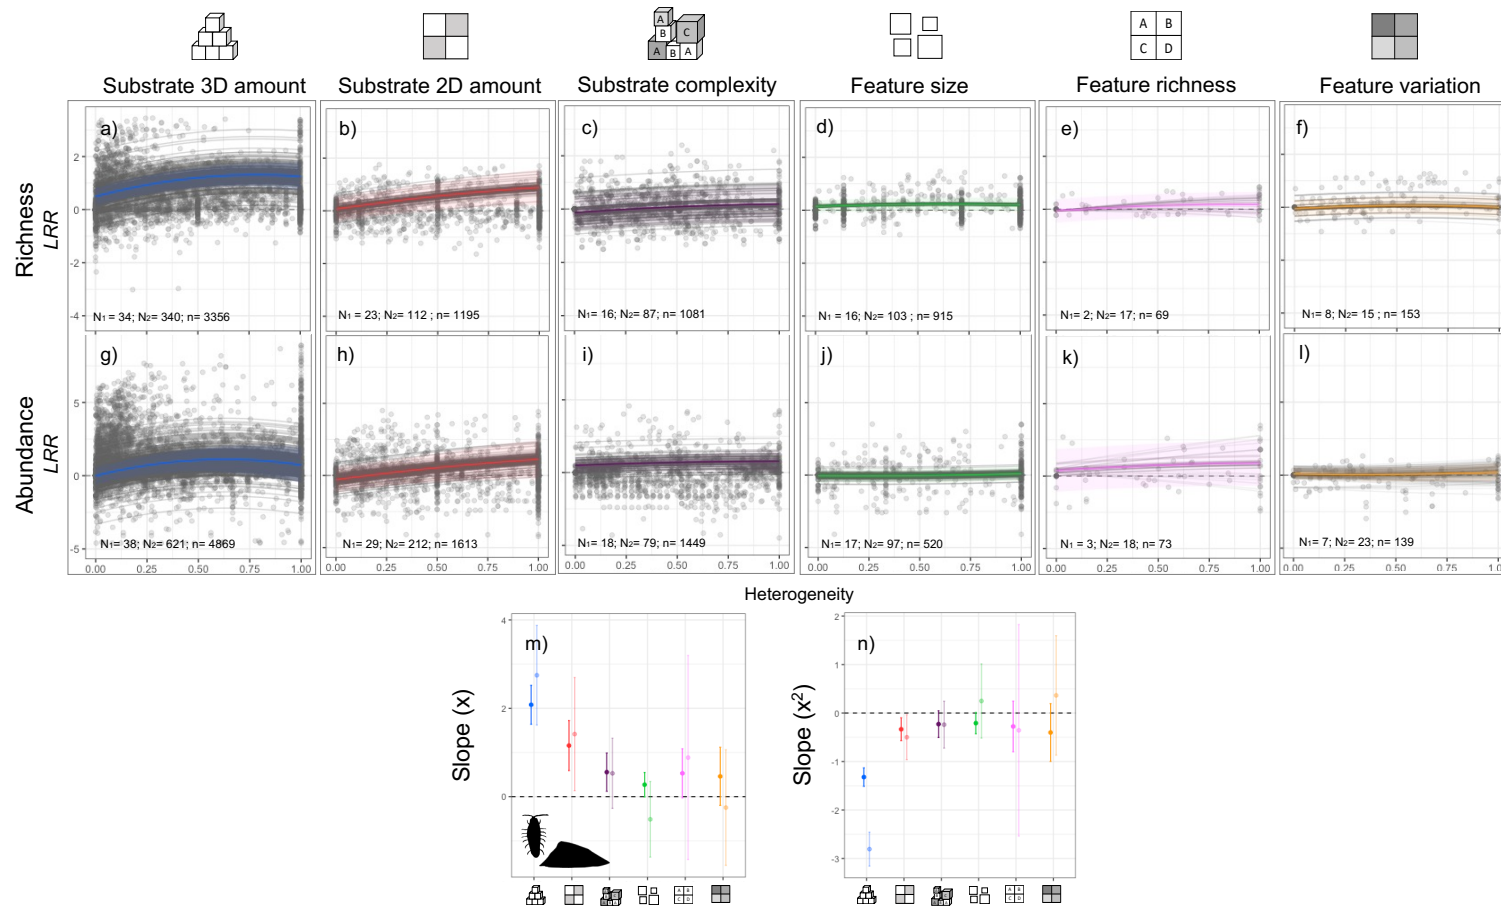 A
B C
A B A
A B
C D
Substrate 3D amount Substrate 2D amount Substrate complexity Feature size Feature richness Feature variation
Richness
LRR
a) b) c) d) e) f)
2
0
-2
-4
N1 = 34; N2= 340; n= 3356
N1 = 23; N2= 112 ; n= 1195
N1= 16; N2= 87; n= 1081
N1= 16; N2= 103 ; n= 915
N1= 2; N2= 17; n= 69
N1= 8; N2= 15 ; n= 153
Abundance
LRR
g) h) i) j) k) l)
5
0
-5
N1= 38; N2= 621; n= 4869
N1= 29; N2= 212; n= 1613
N1= 18; N2= 79; n= 1449
N1= 17; N2= 97; n= 520
N1 = 3; N2= 18; n= 73
N1= 7; N2= 23; n= 139
0.00 0.25 0.50 0.75 1.00 0.00 0.25 0.50 0.75 1.00 0.00 0.25 0.50 0.75 1.00 0.00 0.25 0.50 0.75 1.00 0.00 0.25 0.50 0.75 1.00 0.00 0.25 0.50 0.75 1.00
Heterogeneity
m)
Slope (x)
4
2
0
n)
Slope (x2)
2
1
0
-1
-2
-3
A B
C D
A B
C D